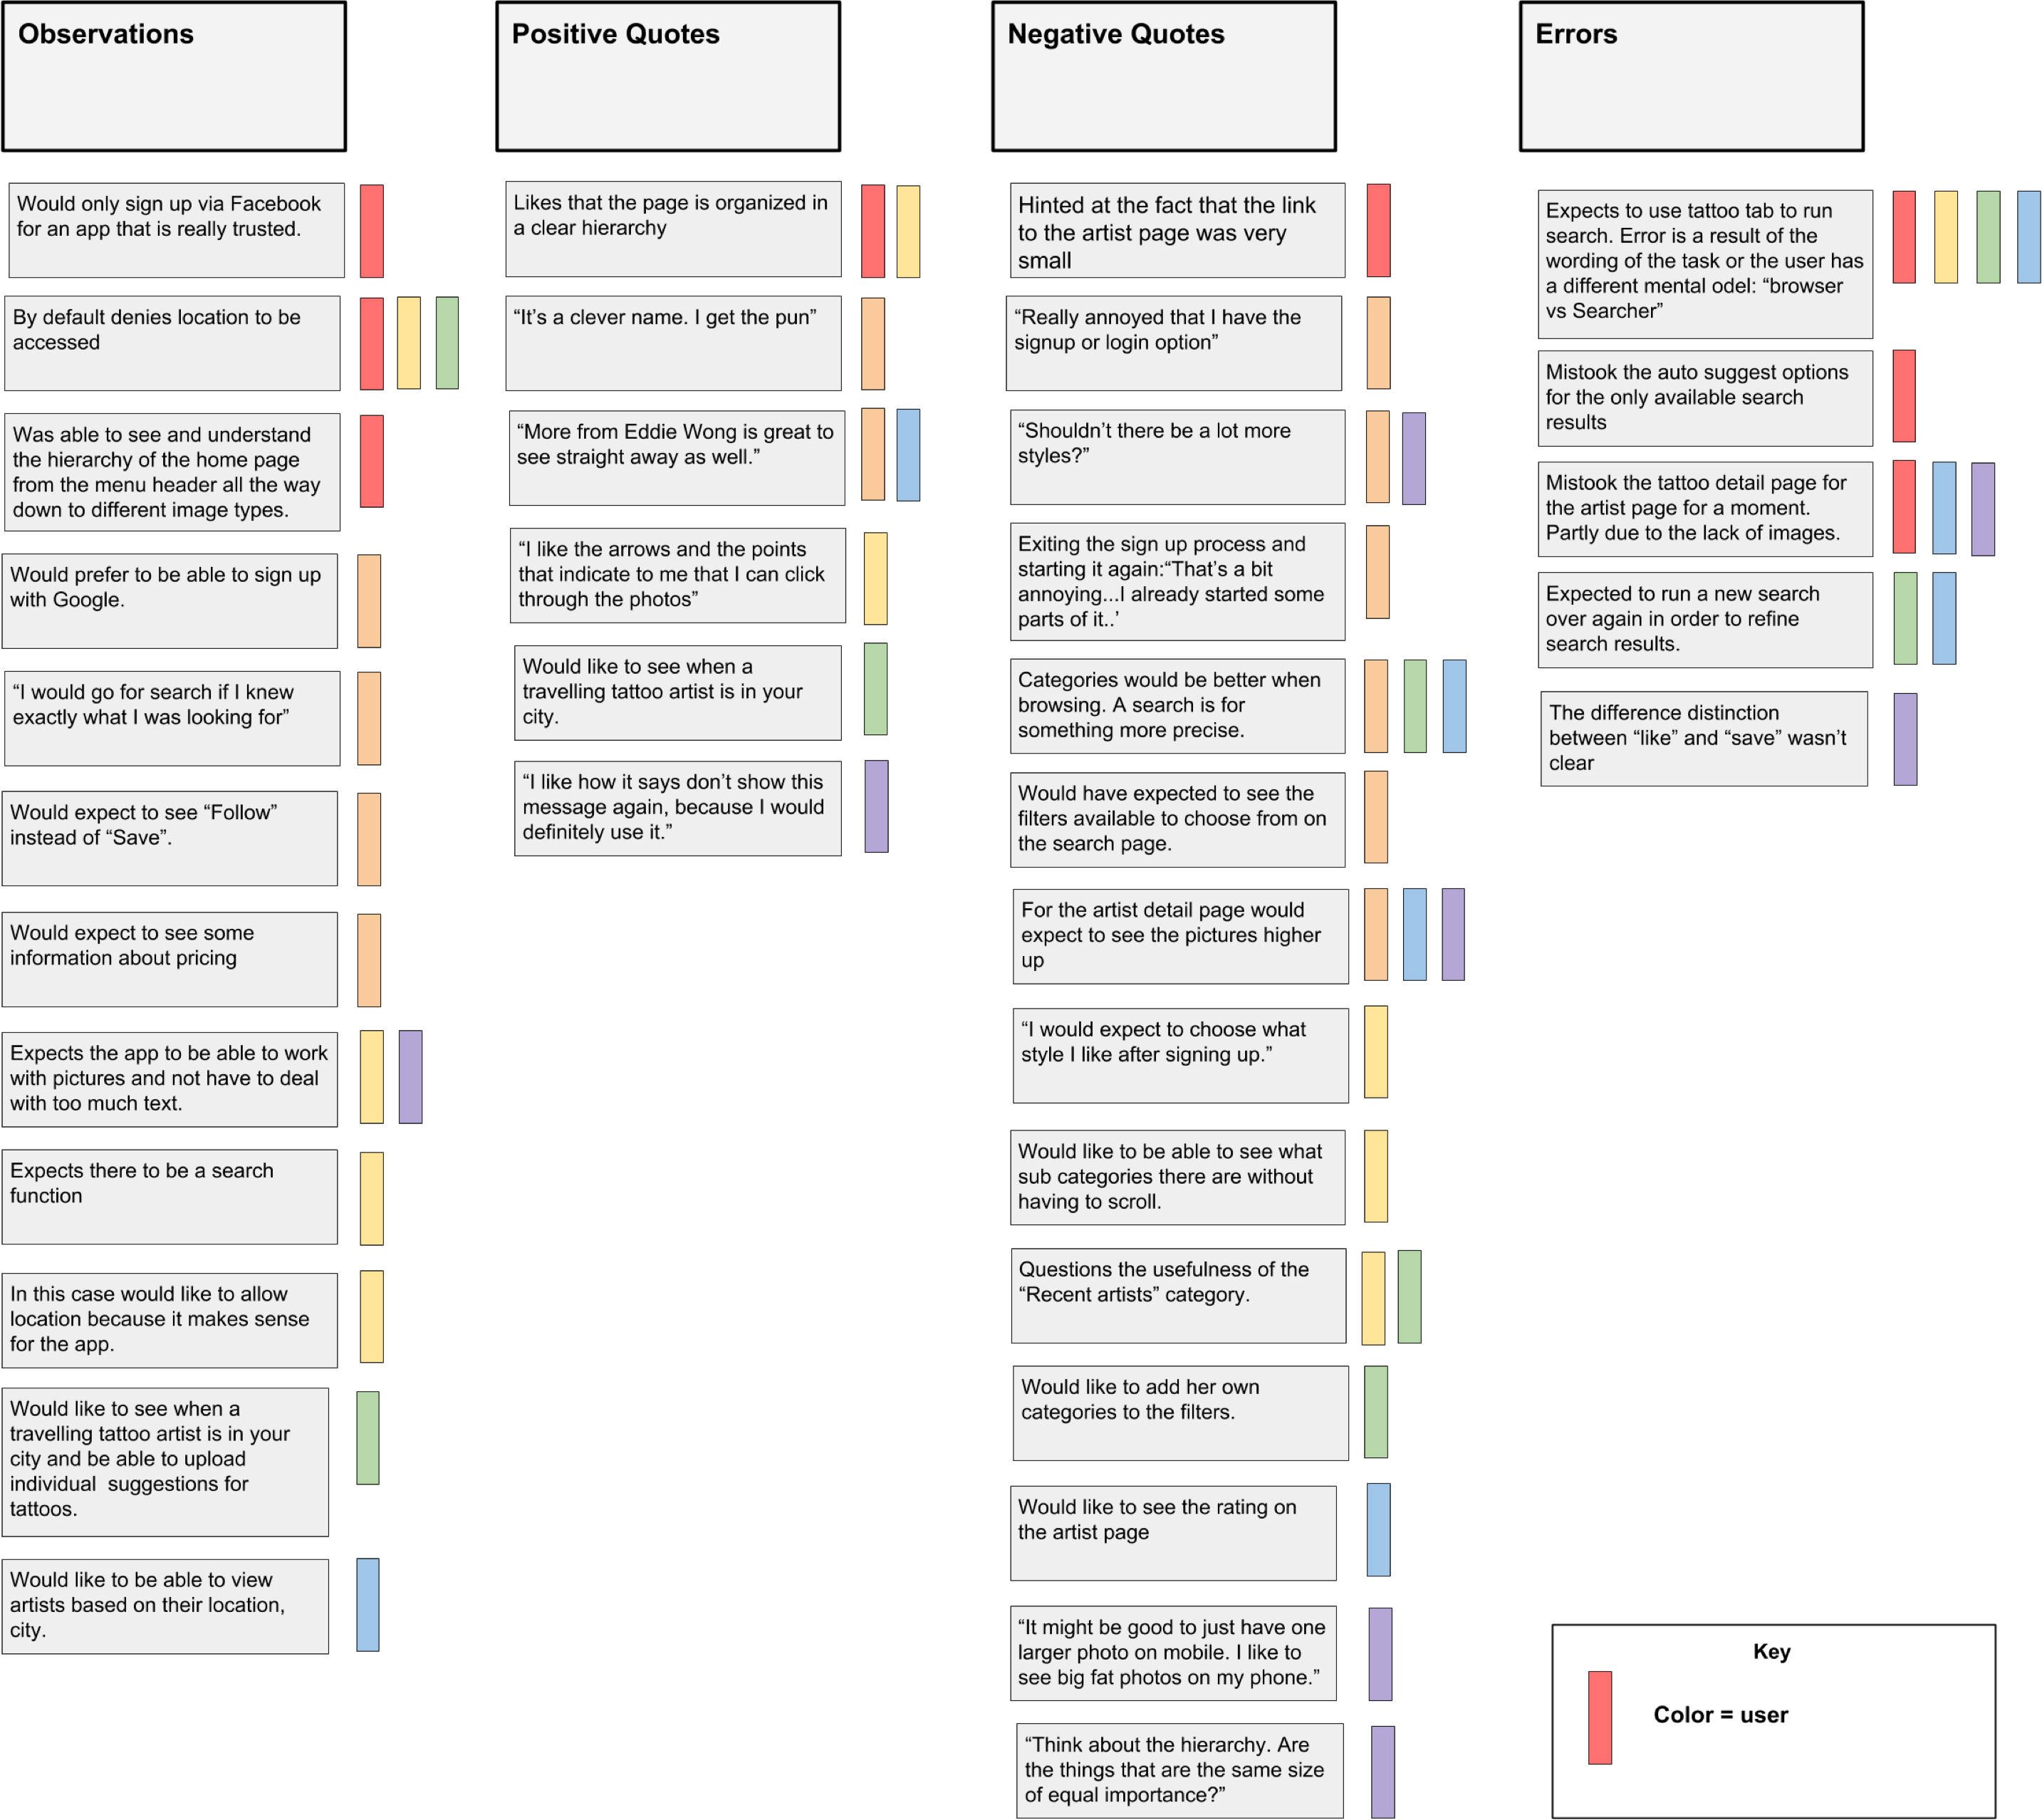 Observations
Would only sign up via Facebook
for an app that is really trusted.
By default denies location to be
accessed
Was able to see and understand
the hierarchy of the home page
from the menu header all the way
down to different image types.
Would prefer to be able to sign up
with Google.
“I would go for search if I knew
exactly what I was looking for”
Would expect to see “Follow”
instead of “Save”.
Would expect to see some
information about pricing
Expects the app to be able to work
with pictures and not have to deal
with too much text.
Expects there to be a search
function
In this case would like to allow
location because it makes sense
for the app.
Would like to see when a
travelling tattoo artist is in your
city and be able to upload
individual  suggestions for
tattoos.
Would like to be able to view
artists based on their location,
city.
Positive Quotes
Likes that the page is organized in
a clear hierarchy
“It’s a clever name. I get the pun”
“More from Eddie Wong is great to
see straight away as well.”
“I like the arrows and the points
that indicate to me that I can click
through the photos”
Would like to see when a
travelling tattoo artist is in your
city.
“I like how it says don’t show this
message again, because I would
definitely use it.”
Negative Quotes
Hinted at the fact that the link
to the artist page was very
small
“Really annoyed that I have the
signup or login option”
“Shouldn’t there be a lot more
styles?”
Exiting the sign up process and
starting it again:“That’s a bit
annoying...I already started some
parts of it..’
Categories would be better when
browsing. A search is for
something more precise.
Would have expected to see the
filters available to choose from on
the search page.
For the artist detail page would
expect to see the pictures higher
up
“I would expect to choose what
style I like after signing up.”
Would like to be able to see what
sub categories there are without
having to scroll.
Questions the usefulness of the
“Recent artists” category.
Would like to add her own
categories to the filters.
Would like to see the rating on
the artist page
“It might be good to just have one
larger photo on mobile. I like to
see big fat photos on my phone.”
“Think about the hierarchy. Are
the things that are the same size
of equal importance?”
Errors
Expects to use tattoo tab to run
search. Error is a result of the
wording of the task or the user has
a different mental odel: “browser
vs Searcher”
Mistook the auto suggest options
for the only available search
results
Mistook the tattoo detail page for
the artist page for a moment.
Partly due to the lack of images.
Expected to run a new search
over again in order to refine
search results.
The difference distinction
between “like” and “save” wasn’t
clear
Key
Color = user